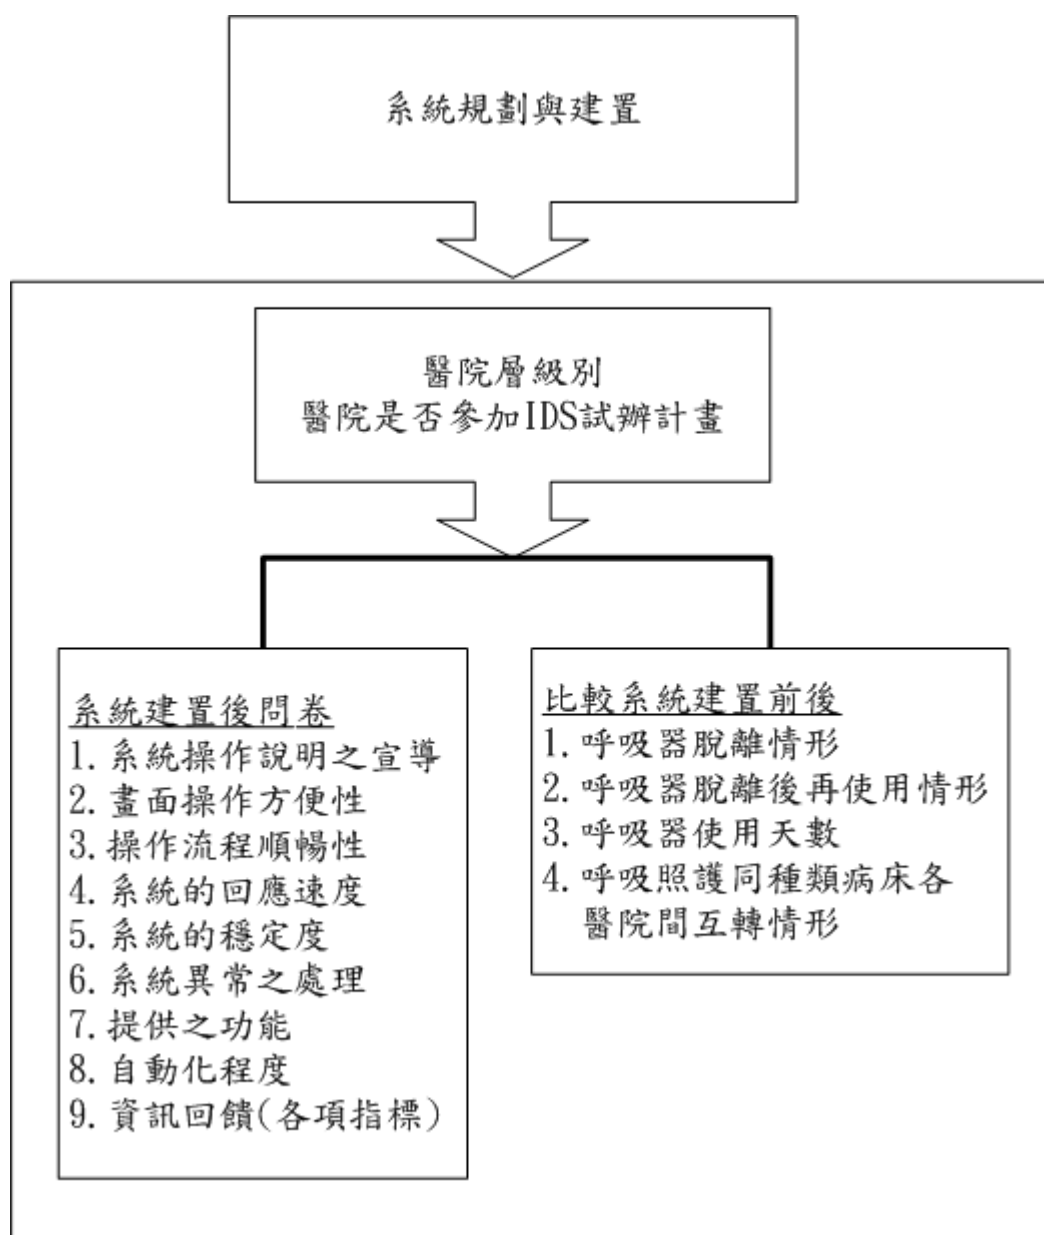 系統規劃與建置
醫院層級別
醫院是否參加IDS試辦計畫
系統建置後問卷
1. 系統操作說明之宣導
2. 畫面操作方便性
3. 操作流程順暢性
4. 系統的回應速度
5. 系統的穩定度
6. 系統異常之處理
7. 提供之功能
8. 自動化程度
9. 資訊回饋(各項指標)
比較系統建置前後
1. 呼吸器脫離情形
2. 呼吸器脫離後再使用情形
3. 呼吸器使用天數
4. 呼吸照護同種類病床各
醫院間互轉情形